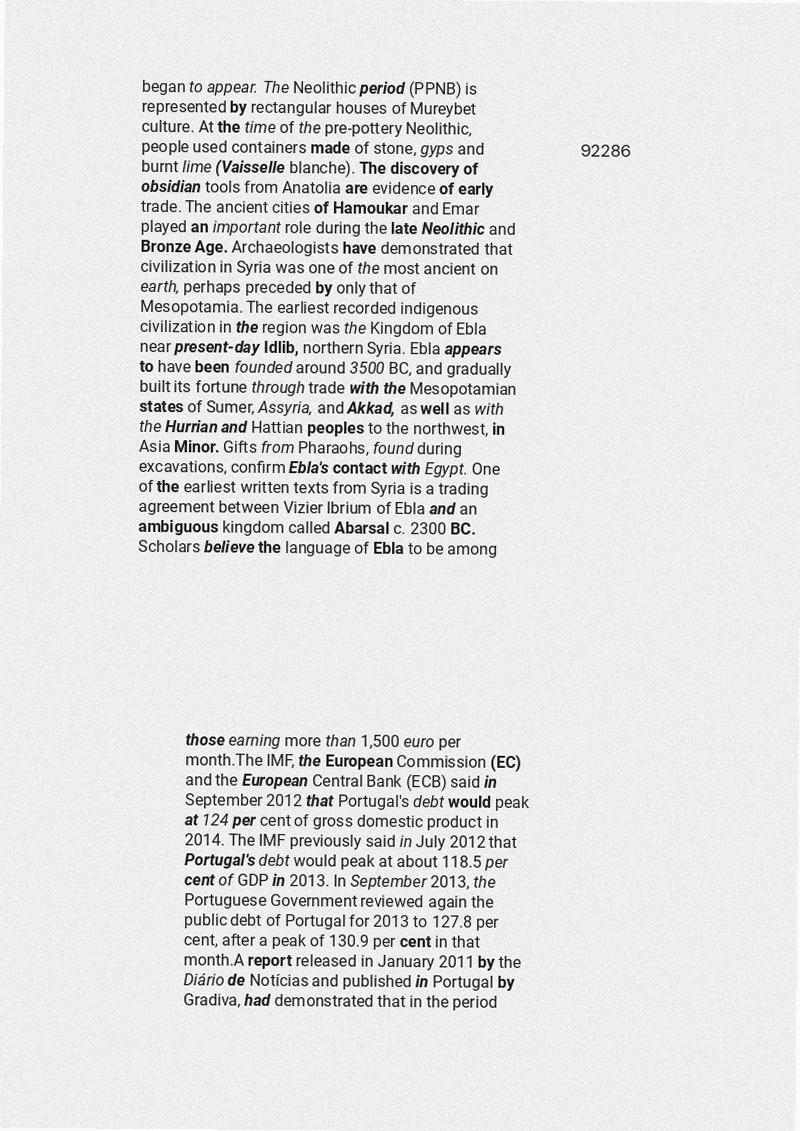 began to appear. The Neolithic period (PPNB) is
represented by rectangular houses of Mureybet
culture. At the time of the pre-pottery Neolithic,
people used containers made of stone, gyps and
burnt lime (Vaisselle blanche). The discovery of
obsidian tools from Anatolia are evidence of early
trade. The ancient cities of Hamoukar and Emar
played an important role during the late Neolithic and
Bronze Age. Archaeologists have demonstrated that
civilization in Syria was one of the most ancient on
earth, perhaps preceded by only that of
Mesopotamia. The earliest recorded indigenous
civilization in the region was the Kingdom of Ebla
near present-day Idlib, northern Syria. Ebla appears
to have been founded around 3500 BC, and gradually
built its fortune through trade with the Mesopotamian
states of Sumer, Assyria, and Akkad, as well as with
the Hurrian and Hattian peoples to the northwest, in
Asia Minor. Gifts from Pharaohs, found during
excavations, confirm Ebla's contact with Egypt. One
of the earliest written texts from Syria is a trading
agreement between Vizier Ibrium of Ebla and an
ambiguous kingdom called Abarsal c. 2300 BC.
Scholars believe the language of Ebla to be among
92286
those earning more than 1,500 euro per
month.The IMF, the European Commission (EC)
and the European Central Bank (ECB) said in
September 2012 that Portugal's debt would peak
at 124 per cent of gross domestic product in
2014. The IMF previously said in July 2012 that
Portugal's debt would peak at about 118.5 per
cent of GDP in 2013. In September 2013, the
Portuguese Government reviewed again the
public debt of Portugal for 2013 to 127.8 per
cent, after a peak of 130.9 per cent in that
month.A report released in January 2011 by the
Diário de Notícias and published in Portugal by
Gradiva, had demonstrated that in the period